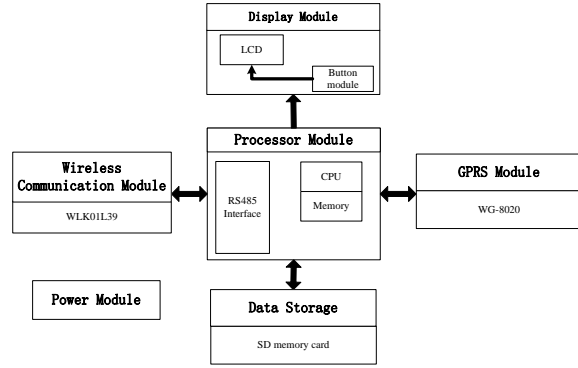 Display Module
LCD
Button
module
Processor Module
RS485
Interface
CPU
Memory
Wireless
Communication Module
WLK01L39
GPRS Module
WG-8020
Power Module
Data Storage
SD memory card